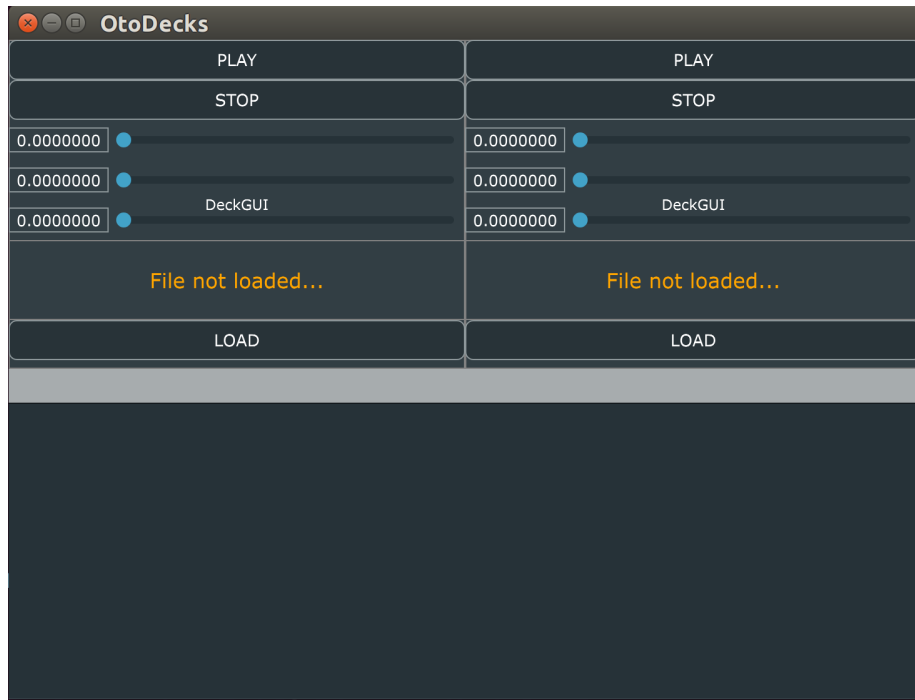 OtoDecks
PLAY PLAY
STOP STOP
0.0000000 0.0000000
0.0000000 0.0000000
DeckGUI DeckGUI
0.0000000 0.0000000
File not loaded... File not loaded...
LOAD LOAD